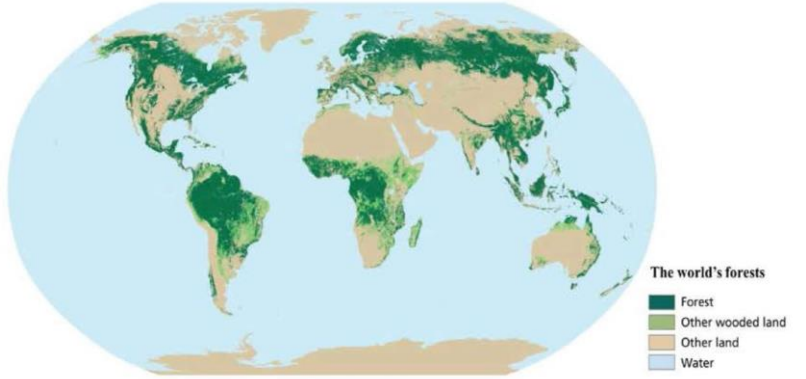 The world's forests
Forest
Other wooded land
Other land
Water